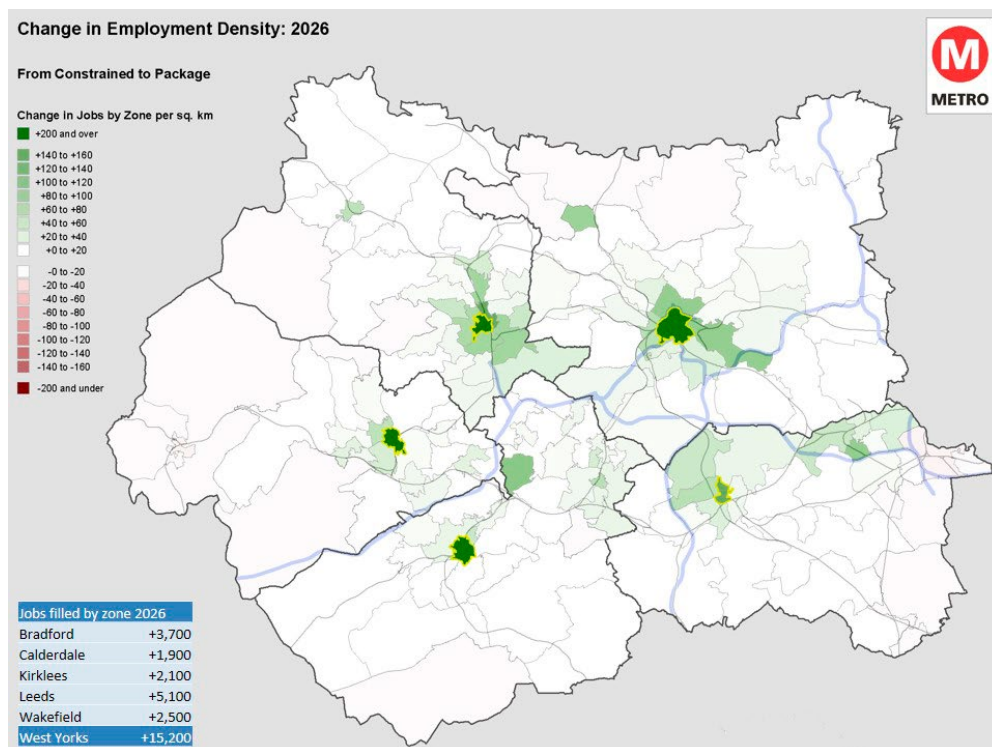 Change in Employment Density: 2026
From Constrained to Package
M
METRO
Change in Jobs by Zone per sq. km
+200 and over
+140 to +160
+120 to +140
+100 to +120
+80 to +100
+60 to +80
+40 to +60
+20 to +40
+0 to +20
-0 to -20
-20 to -40
-40 to -60
-60 to -80
-80 to -100
-100 to -120
-120 to -140
-140 to -160
-200 and under
Jobs filled by zone 2026
Bradford +3,700
Calderdale +1,900
Kirklees +2,100
Leeds +5,100
Wakefield +2,500
West Yorks +15,200